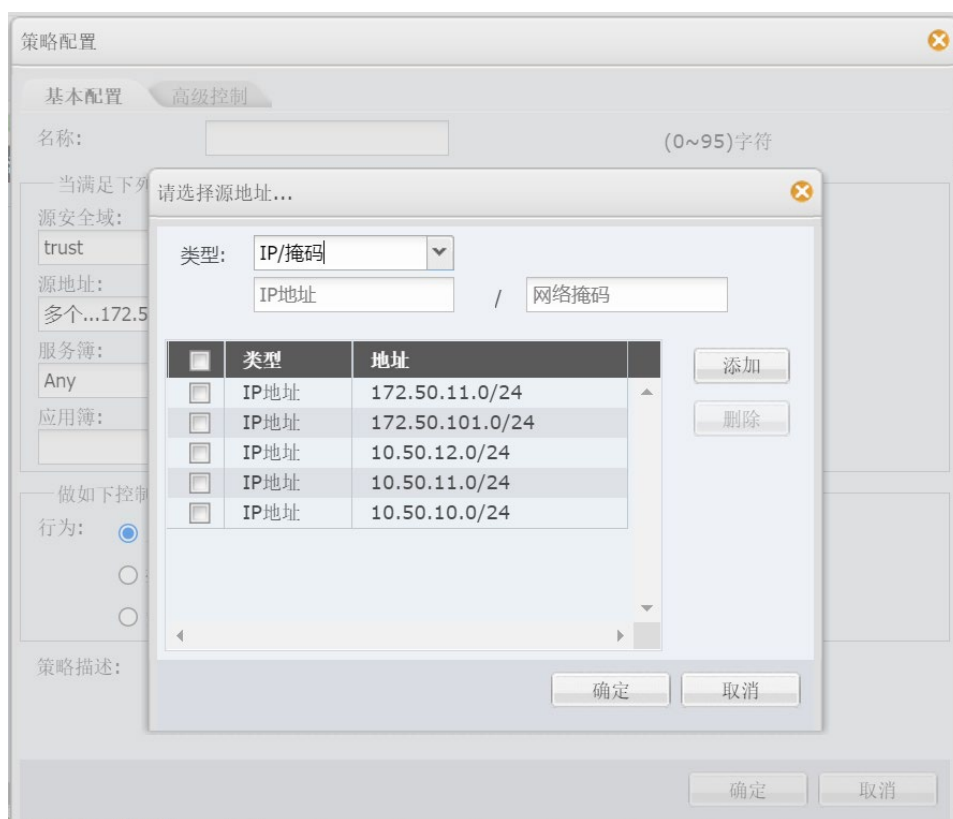 策略配置
基本配置 高级控制
名称: (0~95)字符
当满足下列
请选择源地址...
源安全域:
trust
类型: IP/掩码
源地址:
IP地址 / 网络掩码
多个...172.5
服务簿:
类型 地址 添加
Any
IP地址 172.50.11.0/24
应用簿:
IP地址 172.50.101.0/24 删除
IP地址 10.50.12.0/24
IP地址 10.50.11.0/24
做如下控制
IP地址 10.50.10.0/24
行为:
策略描述:
确定 取消
确定 取消